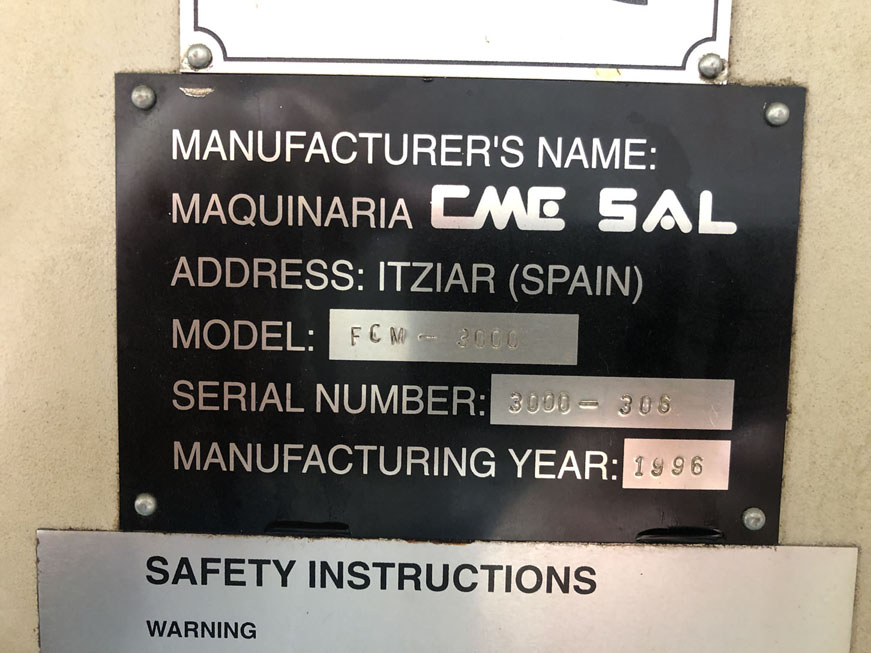 MANUFACTURER'S NAME:
MAQUINARIA CME SAL
ADDRESS: ITZIAR (SPAIN)
MODEL: FCM - 3000
SERIAL NUMBER: 3000 - 306
MANUFACTURING YEAR: 1996
SAFETY INSTRUCTIONS
WARNING